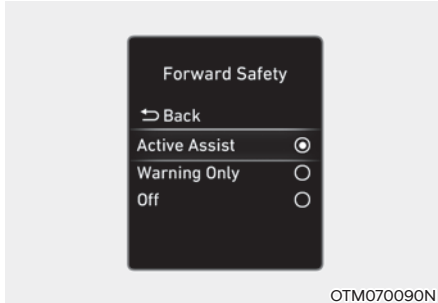 Forward Safety
Back
Active Assist
Warning Only
Off
OTM070090N